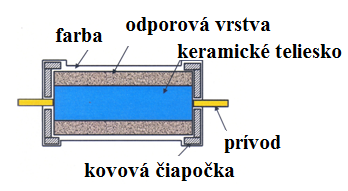 odporová vrstva
farba
keramické teliesko
prívod
kovová čiapočka